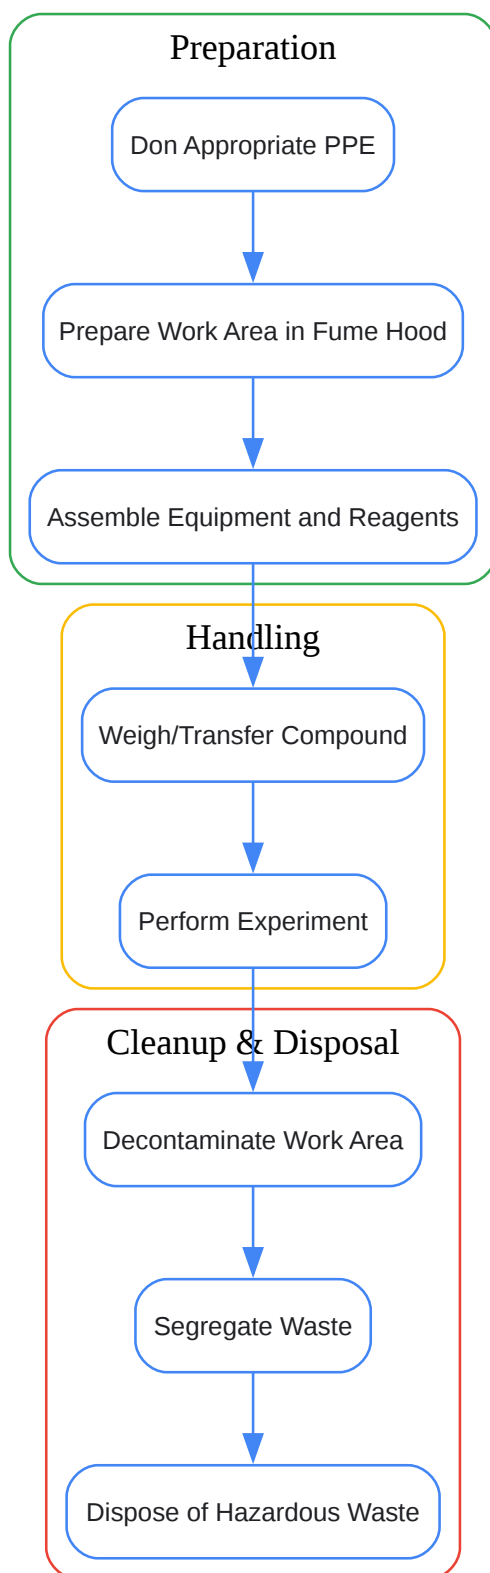 Preparation
Don Appropriate PPE
Prepare Work Area in Fume Hood
Assemble Equipment and Reagents
Handling
Weigh/Transfer Compound
Perform Experiment
Cleanup & Disposal
Decontaminate Work Area
Segregate Waste
Dispose of Hazardous Waste